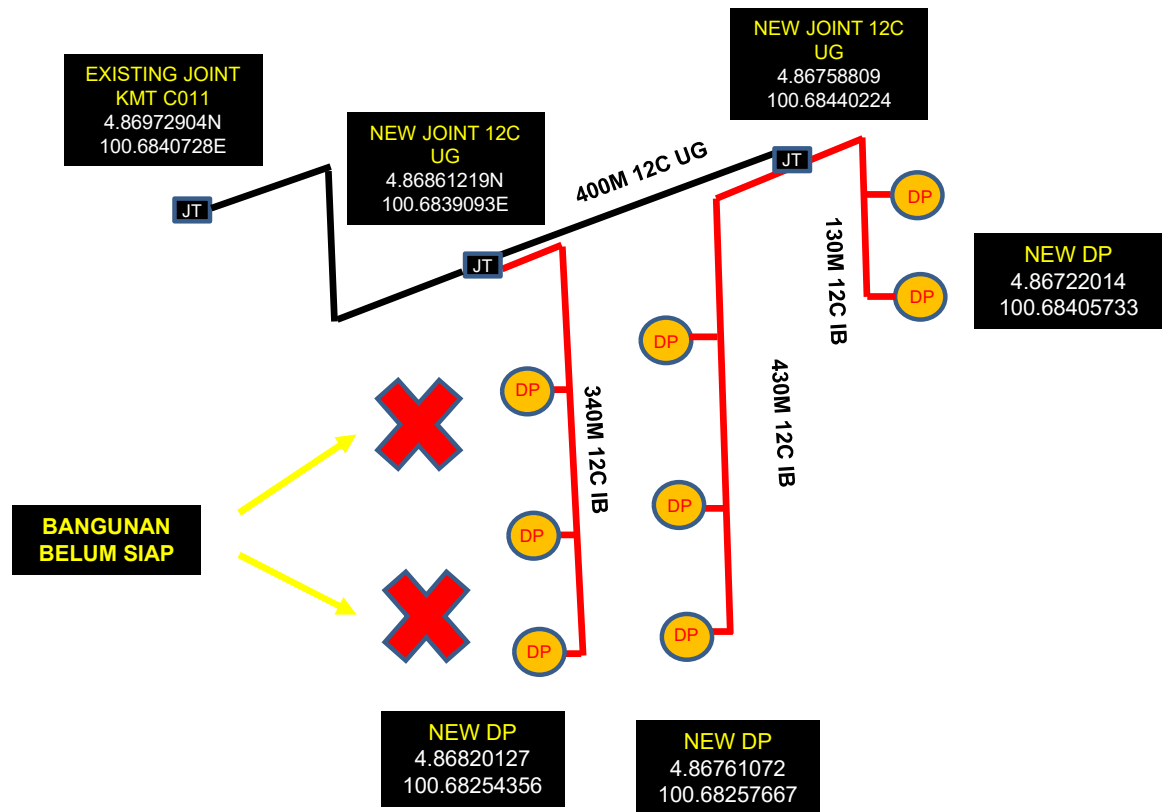 EXISTING JOINT
KMT C011
4.86972904N
100.6840728E
NEW JOINT 12C
UG
4.86861219N
100.6839093E
NEW JOINT 12C
UG
4.86758809
100.68440224
JT
JT
JT
400M 12C UG
DP
DP
130M 12C IB
NEW DP
4.86722014
100.68405733
DP
DP
DP
340M 12C IB
DP
DP
DP
430M 12C IB
BANGUNAN
BELUM SIAP
NEW DP
4.86820127
100.68254356
NEW DP
4.86761072
100.68257667